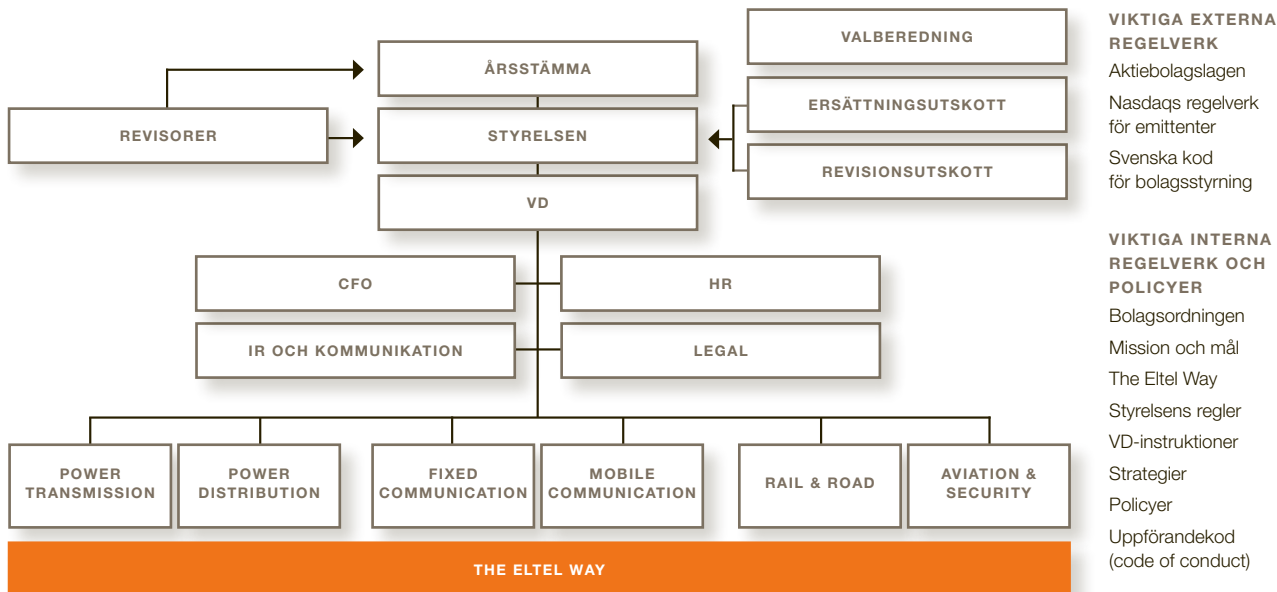 ÅRSSTÄMMA
REVISORER
STYRELSEN
VD
VALBEREDNING
ERSÄTTNINGSUTSKOTT
REVISIONSUTSKOTT
CFO
HR
IR OCH KOMMUNIKATION
LEGAL
POWER
TRANSMISSION
POWER
DISTRIBUTION
FIXED
COMMUNICATION
MOBILE
COMMUNICATION
RAIL & ROAD
AVIATION &
SECURITY
THE ELTEL WAY
VIKTIGA EXTERNA
REGELVERK
Aktiebolagslagen
Nasdaqs regelverk
för emittenter
Svenska kod
för bolagsstyrning
VIKTIGA INTERNA
REGELVERK OCH
POLICYER
Bolagsordningen
Mission och mål
The Eltel Way
Styrelsens regler
VD-instruktioner
Strategier
Policyer
Uppförandekod
(code of conduct)